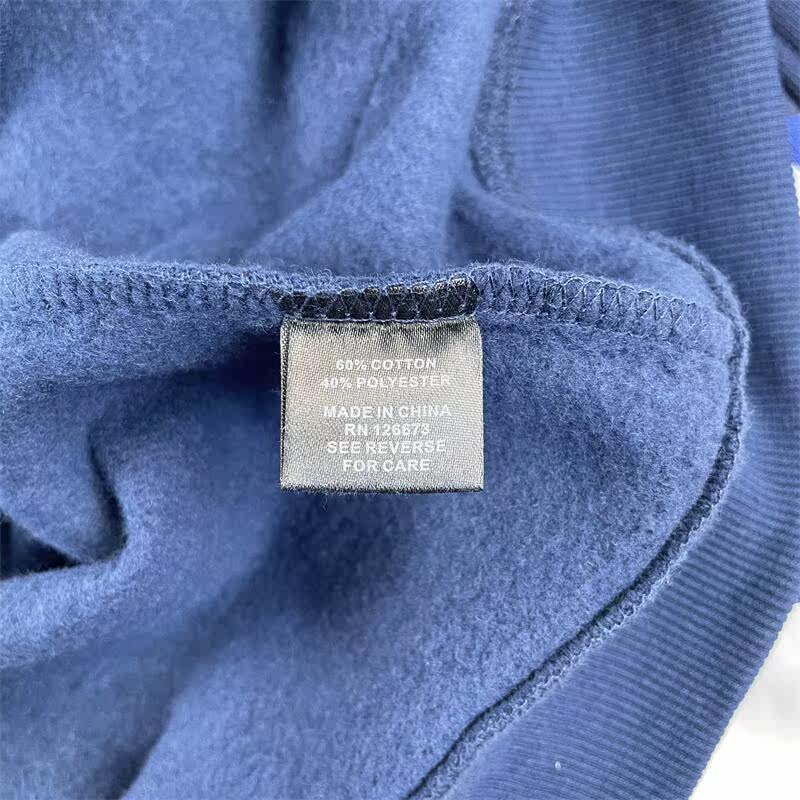 60% COTTON
40% POLYESTER
MADE IN CHINA
RN 126673
SEE REVERSE
FOR CARE